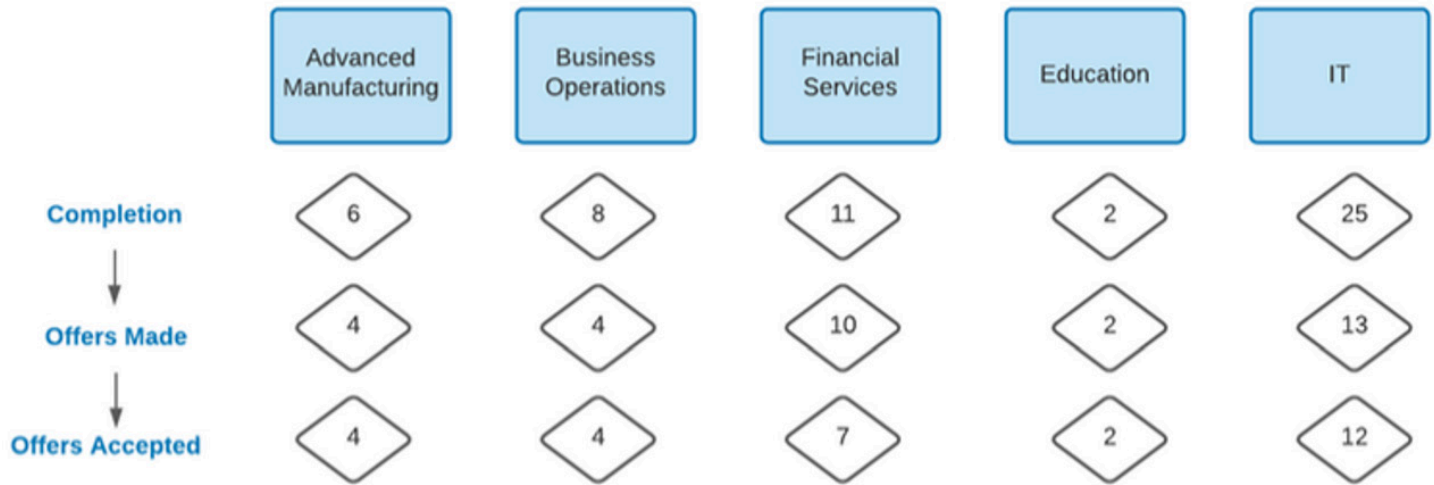 Advanced
Manufacturing
Business
Operations
Financial
Services
Education
IT
Completion
6
8
11
2
25
Offers Made
4
4
10
2
13
Offers Accepted
4
4
7
2
12